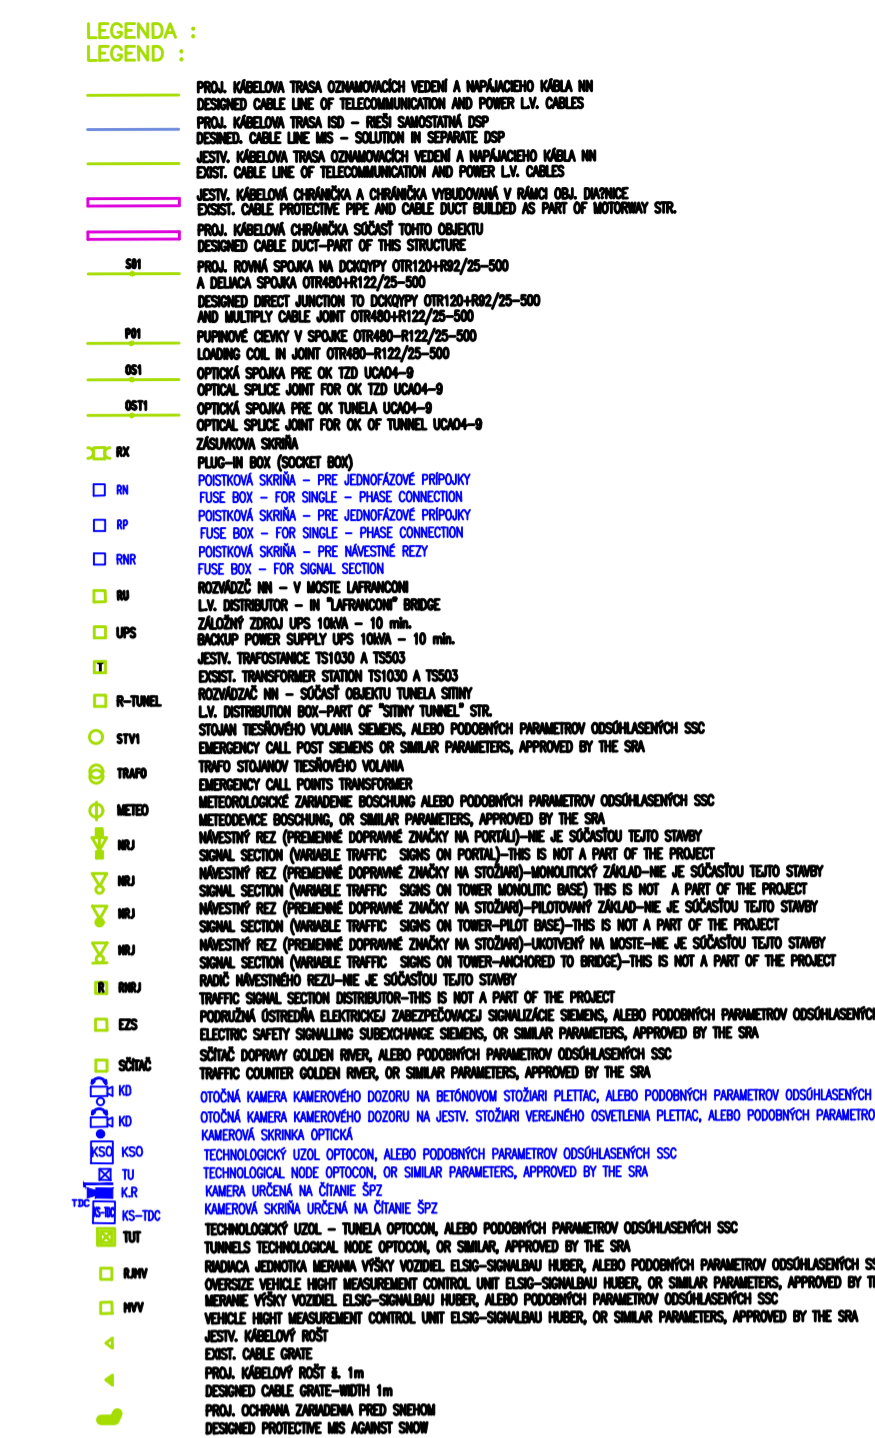 LEGENDA :
LEGEND :
PROJ. KÁBELOVA TRASA OZNAMOVACÍCH VEDENÍ A NAPÁJACIEHO KÁBLA NN
DESIGNED CABLE LINE OF TELECOMMUNICATION AND POWER L.V. CABLES
PROJ. KÁBELOVA TRASA ISD – RIEŠI SAMOSTATNÁ DSP
DESINED. CABLE LINE MIS – SOLUTION IN SEPARATE DSP
JESTV. KÁBELOVA TRASA OZNAMOVACÍCH VEDENÍ A NAPÁJACIEHO KÁBLA NN
EXIST. CABLE LINE OF TELECOMMUNICATION AND POWER L.V. CABLES
JESTV. KÁBELOVÁ CHRÁNIČKA A CHRÁNIČKA VYBUDOVANÁ V RÁMCI OBJ. DIA?NICE
EXSIST. CABLE PROTECTIVE PIPE AND CABLE DUCT BUILDED AS PART OF MOTORWAY STR.
PROJ. KÁBELOVÁ CHRÁNIČKA SÚČASŤ TOHTO OBJEKTU
DESIGNED CABLE DUCT–PART OF THIS STRUCTURE
S01 PROJ. ROVNÁ SPOJKA NA DCKQYPY OTR120+R92/25–500
A DELIACA SPOJKA OTR480+R122/25–500
DESIGNED DIRECT JUNCTION TO DCKQYPY OTR120+R92/25–500
AND MULTIPLY CABLE JOINT OTR480+R122/25–500
P01 PUPINOVÉ CIEVKY V SPOJKE OTR480–R122/25–500
LOADING COIL IN JOINT OTR480–R122/25–500
OS1 OPTICKÁ SPOJKA PRE OK TZD UCAO4–9
OPTICAL SPLICE JOINT FOR OK TZD UCAO4–9
OST1 OPTICKÁ SPOJKA PRE OK TUNELA UCAO4–9
OPTICAL SPLICE JOINT FOR OK OF TUNNEL UCAO4–9
RX ZÁSUVKOVA SKRIŇA
PLUG–IN BOX (SOCKET BOX)
RN POISTKOVÁ SKRIŇA – PRE JEDNOFÁZOVÉ PRÍPOJKY
FUSE BOX – FOR SINGLE – PHASE CONNECTION
RP POISTKOVÁ SKRIŇA – PRE JEDNOFÁZOVÉ PRÍPOJKY
FUSE BOX – FOR SINGLE – PHASE CONNECTION
RNR POISTKOVÁ SKRIŇA – PRE NÁVESTNÉ REZY
FUSE BOX – FOR SIGNAL SECTION
RU ROZVÁDZČ NN – V MOSTE LAFRANCONI
L.V. DISTRIBUTOR – IN "LAFRANCONI" BRIDGE
UPS ZÁLOŽNÝ ZDROJ UPS 10kVA – 10 min.
BACKUP POWER SUPPLY UPS 10kVA – 10 min.
T JESTV. TRAFOSTANICE TS1030 A TS503
EXSIST. TRANSFORMER STATION TS1030 A TS503
R–TUNEL ROZVÁDZAČ NN – SÚČASŤ OBJEKTU TUNELA SITINY
L.V. DISTRIBUTION BOX–PART OF "SITINY TUNNEL" STR.
STV1 STOJAN TIESŇOVÉHO VOLANIA SIEMENS, ALEBO PODOBNÝCH PARAMETROV ODSÚHLASENÝCH SSC
EMERGENCY CALL POST SIEMENS OR SIMILAR PARAMETERS, APPROVED BY THE SRA
TRAFO TRAFO STOJANOV TIESŇOVÉHO VOLANIA
EMERGENCY CALL POINTS TRANSFORMER
METEO METEOROLOGICKÉ ZARIADENIE BOSCHUNG ALEBO PODOBNÝCH PARAMETROV ODSÚHLASENÝCH SSC
METEODEVICE BOSCHUNG, OR SIMILAR PARAMETERS, APPROVED BY THE SRA
NRJ NÁVESTNÝ REZ (PREMENNÉ DOPRAVNÉ ZNAČKY NA PORTÁLI)–NIE JE SÚČASŤOU TEJTO STAVBY
SIGNAL SECTION (VARIABLE TRAFFIC SIGNS ON PORTAL)–THIS IS NOT A PART OF THE PROJECT
NRJ NÁVESTNÝ REZ (PREMENNÉ DOPRAVNÉ ZNAČKY NA STOŽIARI)–MONOLITICKÝ ZÁKLAD–NIE JE SÚČASŤOU TEJTO STAVBY
SIGNAL SECTION (VARIABLE TRAFFIC SIGNS ON TOWER MONOLITIC BASE) THIS IS NOT A PART OF THE PROJECT
NRJ NÁVESTNÝ REZ (PREMENNÉ DOPRAVNÉ ZNAČKY NA STOŽIARI)–PILOTOVANÝ ZÁKLAD–NIE JE SÚČASŤOU TEJTO STAVBY
SIGNAL SECTION (VARIABLE TRAFFIC SIGNS ON TOWER–PILOT BASE)–THIS IS NOT A PART OF THE PROJECT
NRJ NÁVESTNÝ REZ (PREMENNÉ DOPRAVNÉ ZNAČKY NA STOŽIARI)–UKOTVENÝ NA MOSTE–NIE JE SÚČASŤOU TEJTO STAVBY
SIGNAL SECTION (VARIABLE TRAFFIC SIGNS ON TOWER–ANCHORED TO BRIDGE)–THIS IS NOT A PART OF THE PROJECT
R RNRJ RADIČ NÁVESTNÉHO REZU–NIE JE SÚČASŤOU TEJTO STAVBY
TRAFFIC SIGNAL SECTION DISTRIBUTOR–THIS IS NOT A PART OF THE PROJECT
EZS PODRUŽNÁ ÚSTREDŇA ELEKTRICKEJ ZABEZPEČOVACEJ SIGNALIZÁCIE SIEMENS, ALEBO PODOBNÝCH PARAMETROV ODSÚHLASENÝCH
ELECTRIC SAFETY SIGNALLING SUBEXCHANGE SIEMENS, OR SIMILAR PARAMETERS, APPROVED BY THE SRA
SČÍTAČ SČÍTAČ DOPRAVY GOLDEN RIVER, ALEBO PODOBNÝCH PARAMETROV ODSÚHLASENÝCH SSC
TRAFFIC COUNTER GOLDEN RIVER, OR SIMILAR PARAMETERS, APPROVED BY THE SRA
KD OTOČNÁ KAMERA KAMEROVÉHO DOZORU NA BETÓNOVOM STOŽIARI PLETTAC, ALEBO PODOBNÝCH PARAMETROV ODSÚHLASENÝCH
KD OTOČNÁ KAMERA KAMEROVÉHO DOZORU NA JESTV. STOŽIARI VEREJNÉHO OSVETLENIA PLETTAC, ALEBO PODOBNÝCH PARAMETRO
KAMEROVÁ SKRINKA OPTICKÁ
KSO KSO TECHNOLOGICKÝ UZOL OPTOCON, ALEBO PODOBNÝCH PARAMETROV ODSÚHLASENÝCH SSC
TU TECHNOLOGICAL NODE OPTOCON, OR SIMILAR PARAMETERS, APPROVED BY THE SRA
K.R KAMERA URČENÁ NA ČÍTANIE ŠPZ
TDC KS-TDC KS–TDC KAMEROVÁ SKRIŇA URČENÁ NA ČÍTANIE ŠPZ
TUT TECHNOLOGICKÝ UZOL – TUNELA OPTOCON, ALEBO PODOBNÝCH PARAMETROV ODSÚHLASENÝCH SSC
TUNNELS TECHNOLOGICAL NODE OPTOCON, OR SIMILAR, APPROVED BY THE SRA
RJMV RIADIACA JEDNOTKA MERANIA VÝŠKY VOZIDIEL ELSIG–SIGNALBAU HUBER, ALEBO PODOBNÝCH PARAMETROV ODSÚHLASENÝCH SS
OVERSIZE VEHICLE HIGHT MEASUREMENT CONTROL UNIT ELSIG–SIGNALBAU HUBER, OR SIMILAR PARAMETERS, APPROVED BY T
MVV MERANIE VÝŠKY VOZIDIEL ELSIG–SIGNALBAU HUBER, ALEBO PODOBNÝCH PARAMETROV ODSÚHLASENÝCH SSC
VEHICLE HIGHT MEASUREMENT CONTROL UNIT ELSIG–SIGNALBAU HUBER, OR SIMILAR PARAMETERS, APPROVED BY THE SRA
JESTV. KÁBELOVÝ ROŠT
EXIST. CABLE GRATE
PROJ. KÁBELOVÝ ROŠT š. 1m
DESIGNED CABLE GRATE–WIDTH 1m
PROJ. OCHRANA ZARIADENIA PRED SNEHOM
DESIGNED PROTECTIVE MIS AGAINST SNOW